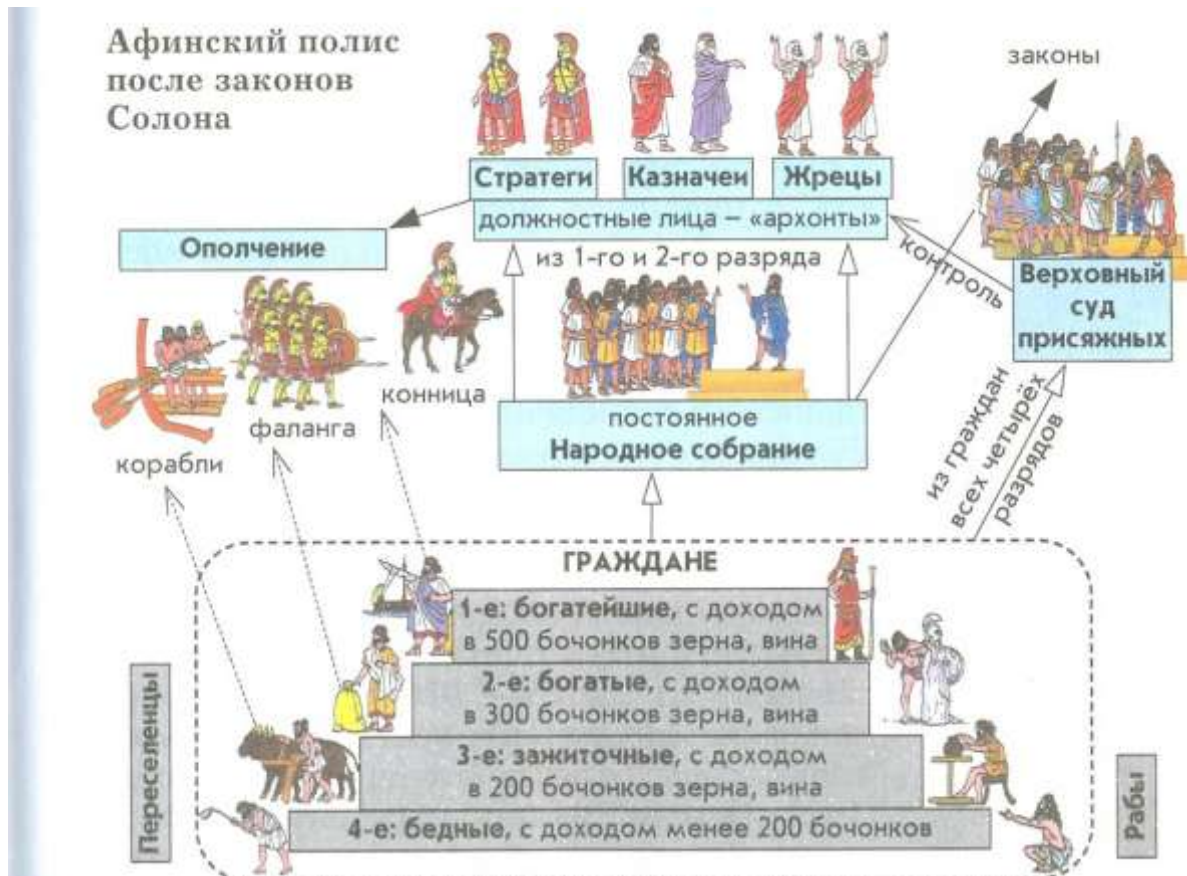 Афинский полис
после законов
Солона
законы
Стратеги
Казначеи
Жрецы
должностные лица – «архонты»
из 1-го и 2-го разряда
Ополчение
контроль
Верховный
суд
присяжных
конница
фаланга
корабли
постоянное
Народное собрание
из граждан
всех четырёх
разрядов
ГРАЖДАНЕ
1-е: богатейшие, с доходом
в 500 бочонков зерна, вина
2-е: богатые, с доходом
в 300 бочонков зерна, вина
3-е: зажиточные, с доходом
в 200 бочонков зерна, вина
4-е: бедные, с доходом менее 200 бочонков
Переселенцы
Рабы